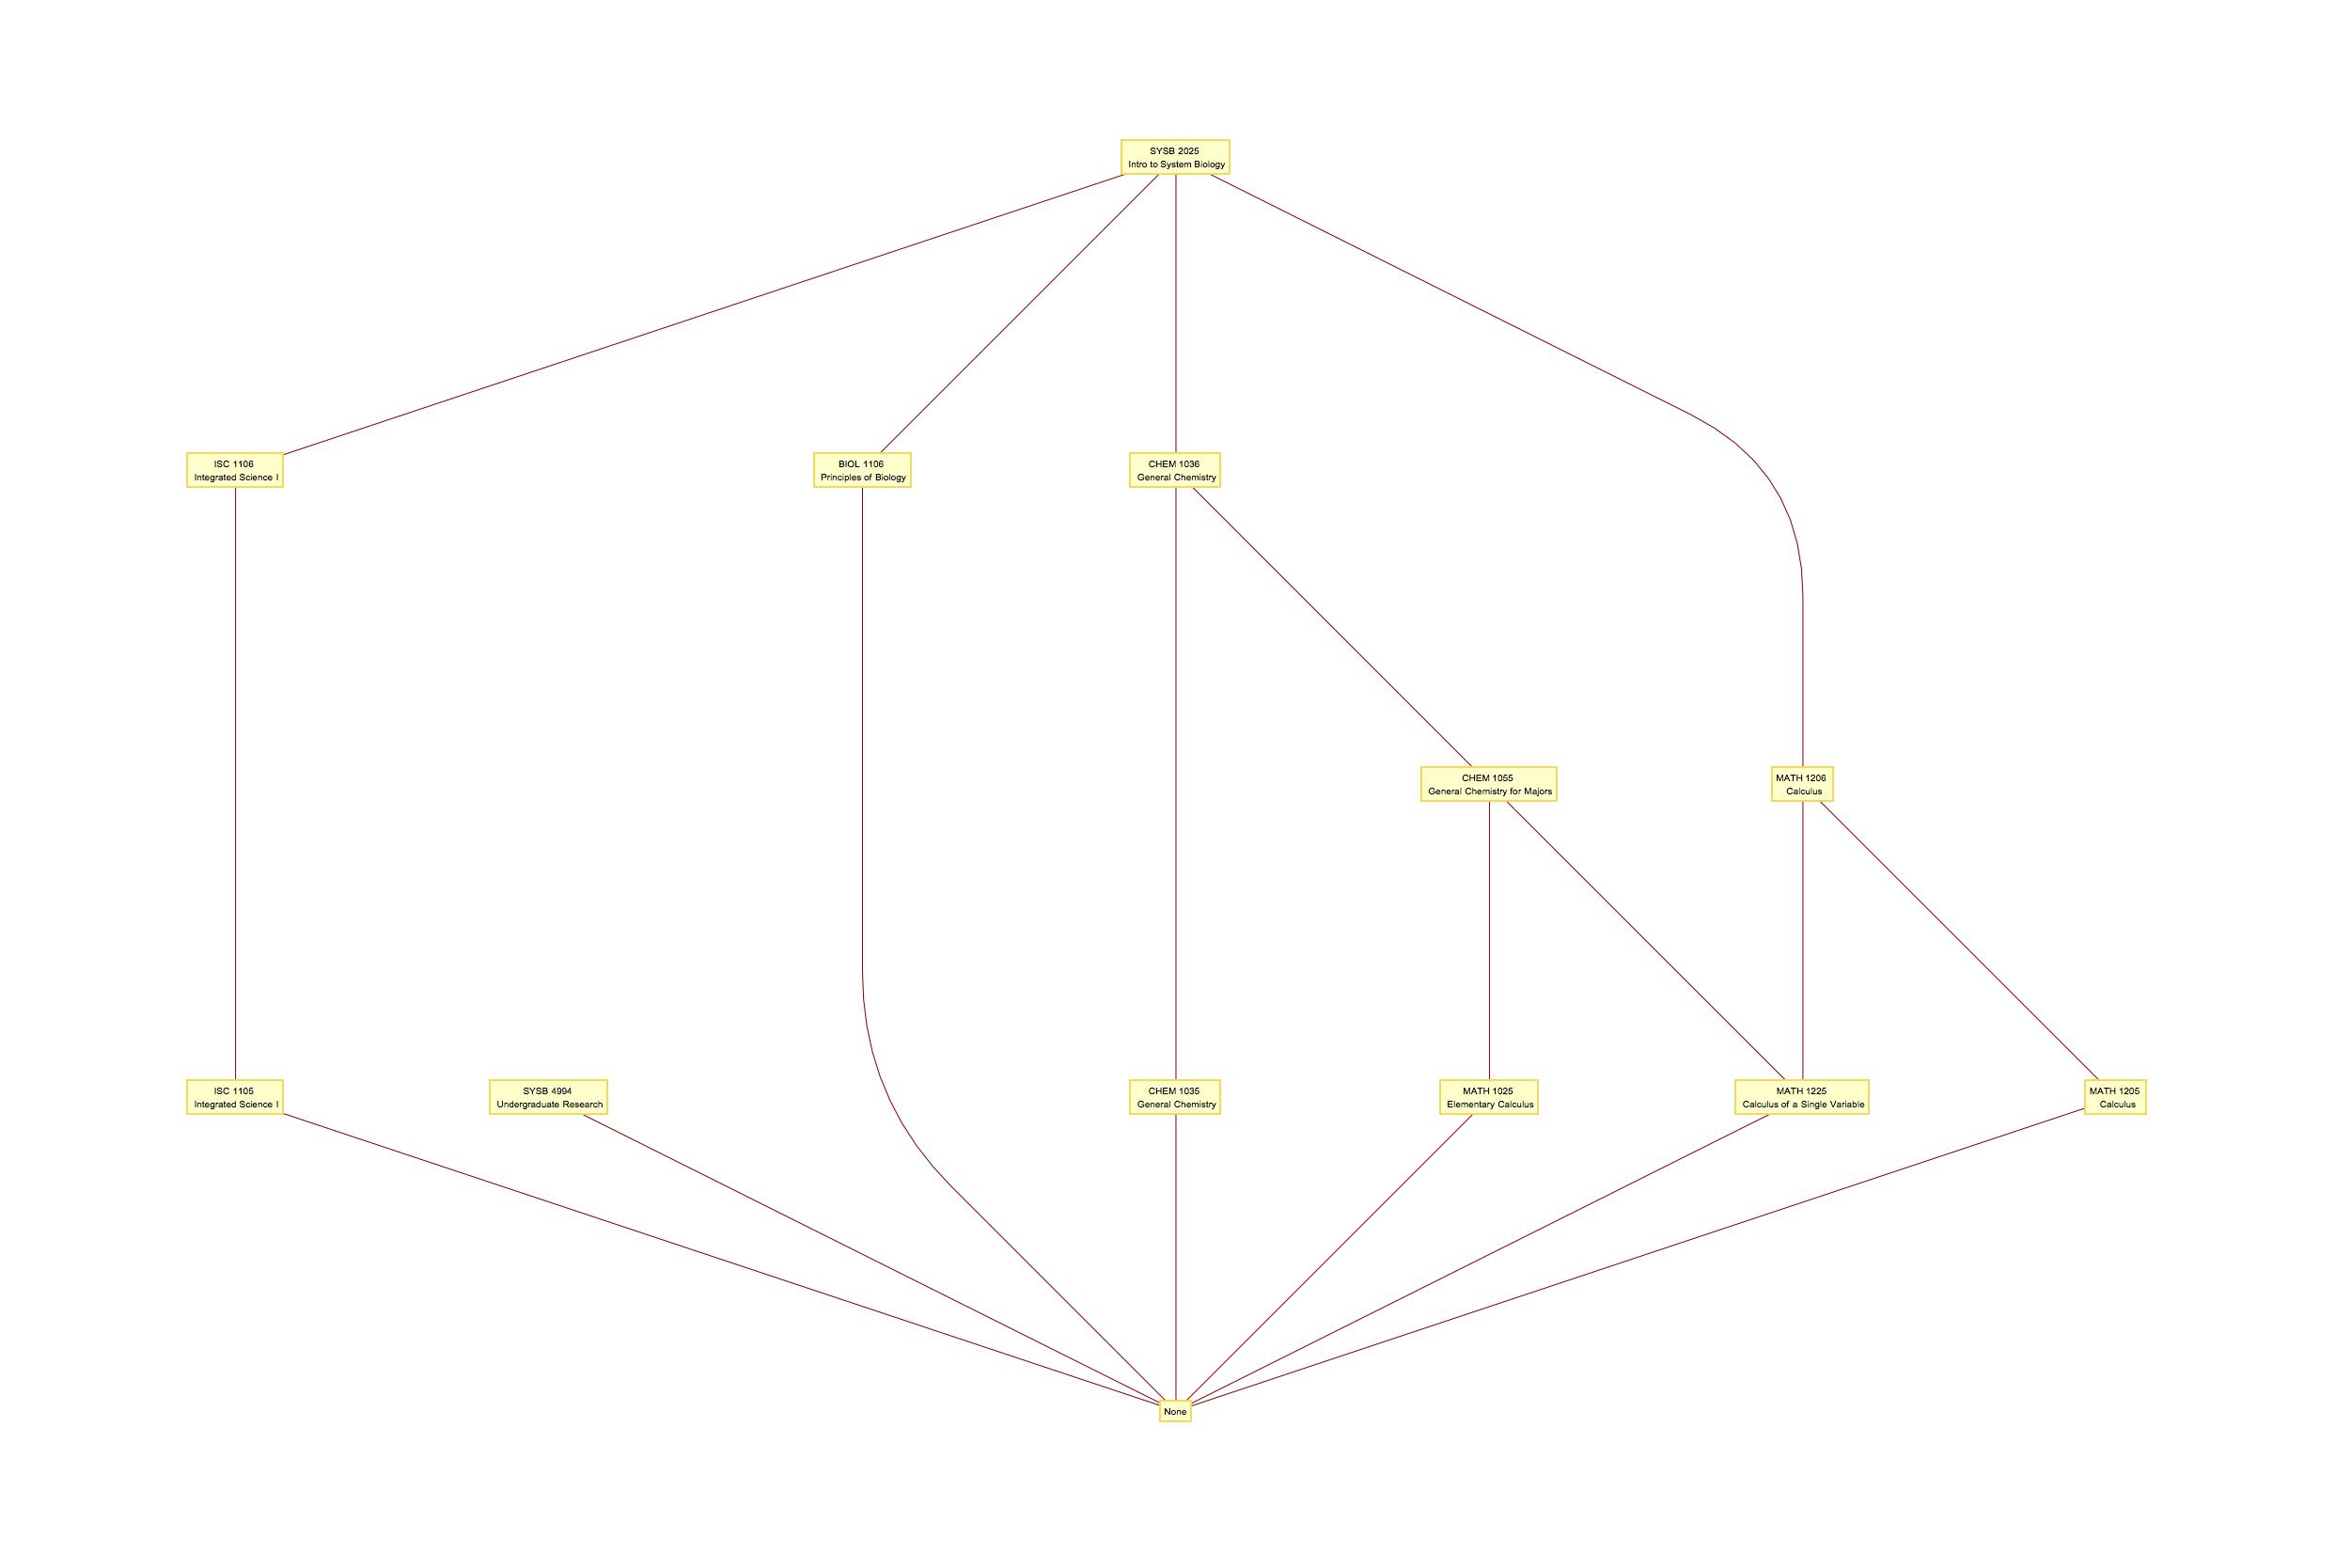 SYSB 2025
Intro to System Biology
ISC 1106
Integrated Science I
BIOL 1106
Principles of Biology
CHEM 1036
General Chemistry
CHEM 1055
General Chemistry for Majors
MATH 1206
Calculus
ISC 1105
Integrated Science I
SYSB 4994
Undergraduate Research
CHEM 1035
General Chemistry
MATH 1025
Elementary Calculus
MATH 1225
Calculus of a Single Variable
MATH 1205
Calculus
None